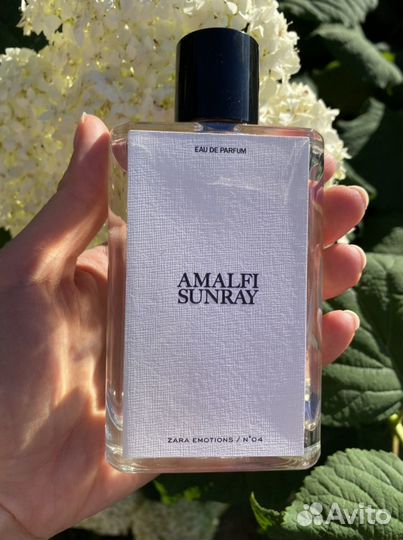 EAU DE PARFUM
AMALFI
SUNRAY
ZARA EMOTIONS / N°04
Avito